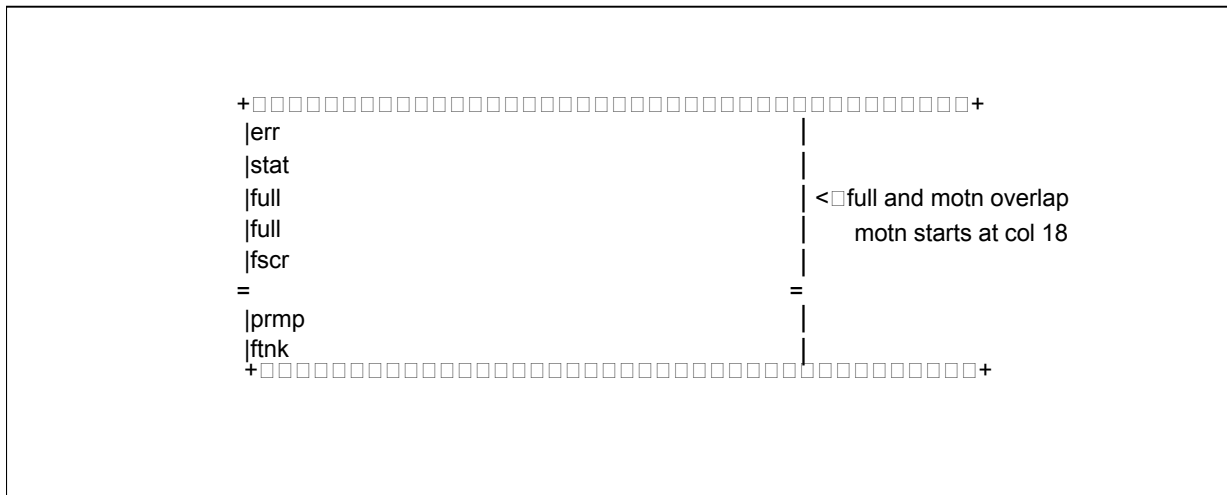 +□□□□□□□□□□□□□□□□□□□□□□□□□□□□□□□□□□□□□□□□+
|err |
|stat |
|full | <□full and motn overlap
|full | motn starts at col 18
|fscr |
= =
|prmp |
|ftnk |
+□□□□□□□□□□□□□□□□□□□□□□□□□□□□□□□□□□□□□□□□+